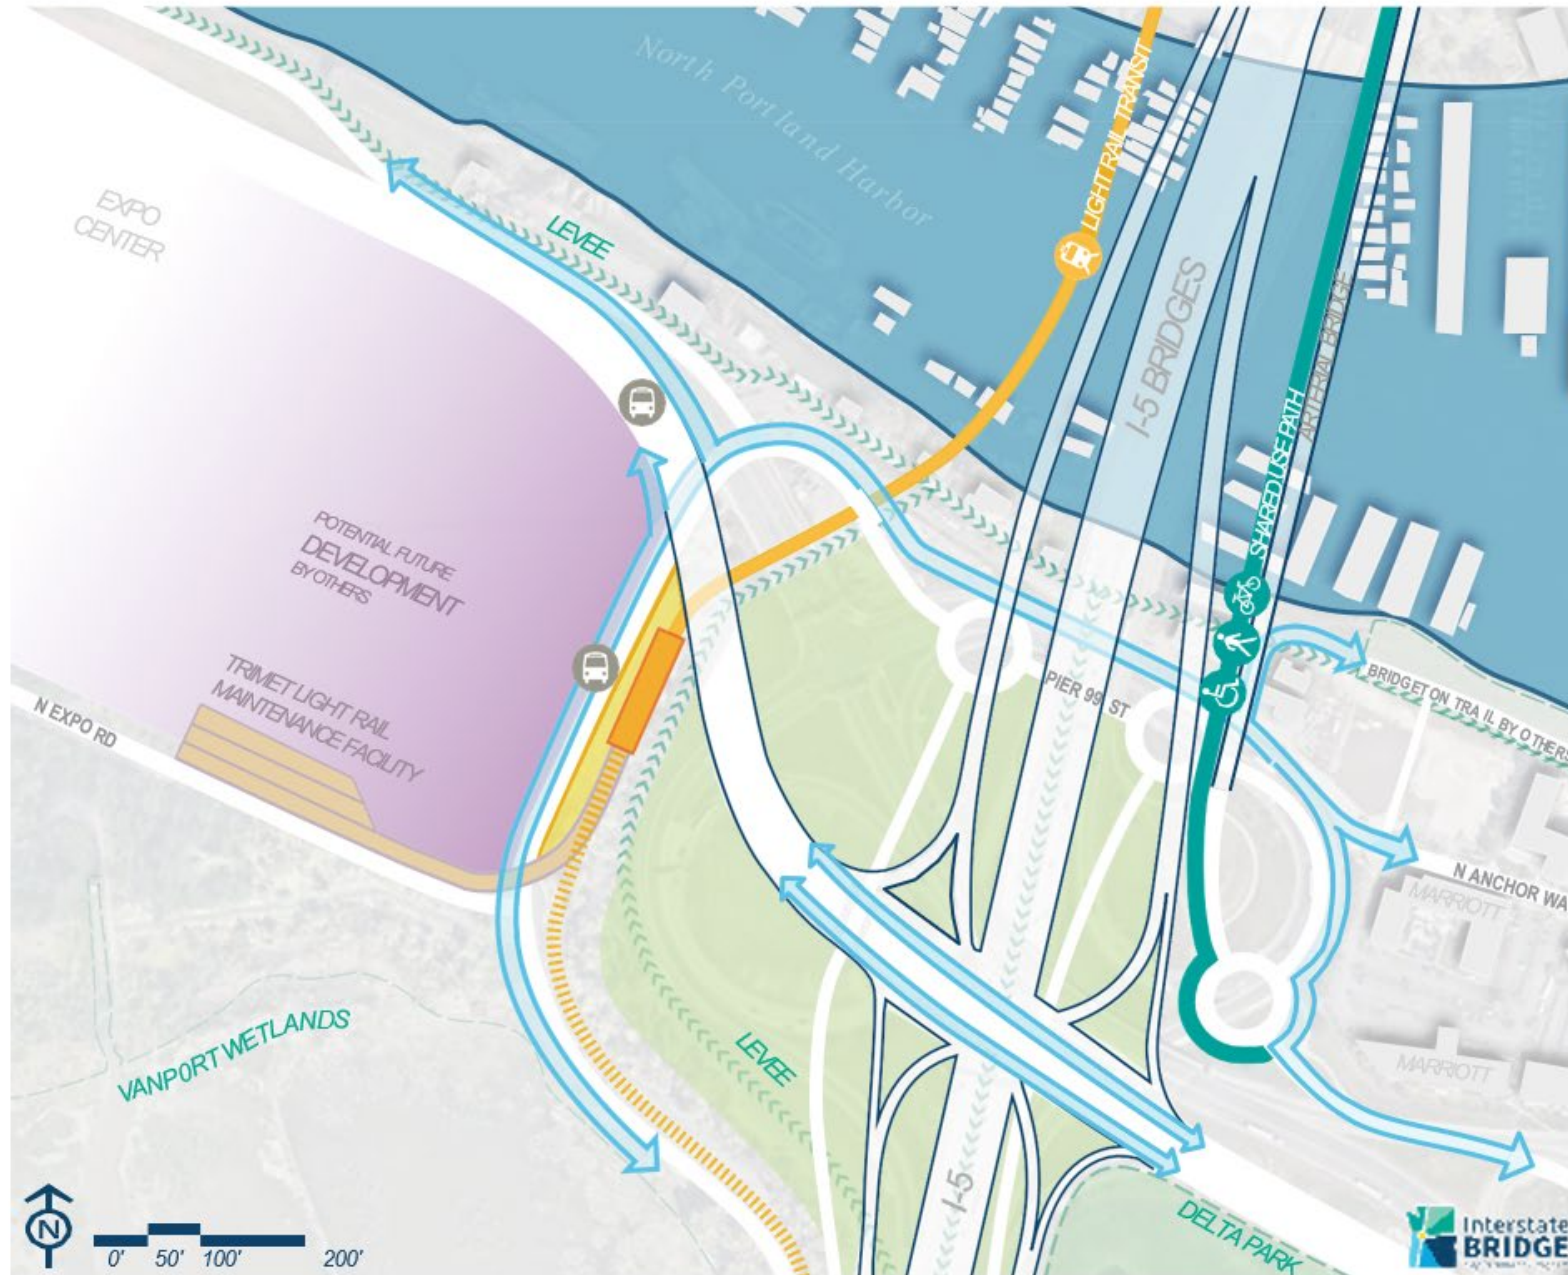 North Portland Harbor
LIGHT RAIL TRANSIT
EXPO
CENTER
LEVEE
I-5 BRIDGES
ARTERIAL BRIDGE
SHARED USE PATH
POTENTIAL FUTURE
DEVELOPMENT
BY OTHERS
TRIMET LIGHT RAIL
MAINTENANCE FACILITY
N EXPO RD
PIER 99 ST
BRIDGETON TRAIL BY OTHERS
N ANCHOR WA
MARRIOTT
VANPORT WETLANDS
LEVEE
MARRIOTT
I-5
DELTA PARK
N
0' 50' 100' 200'
Interstate
BRIDGE